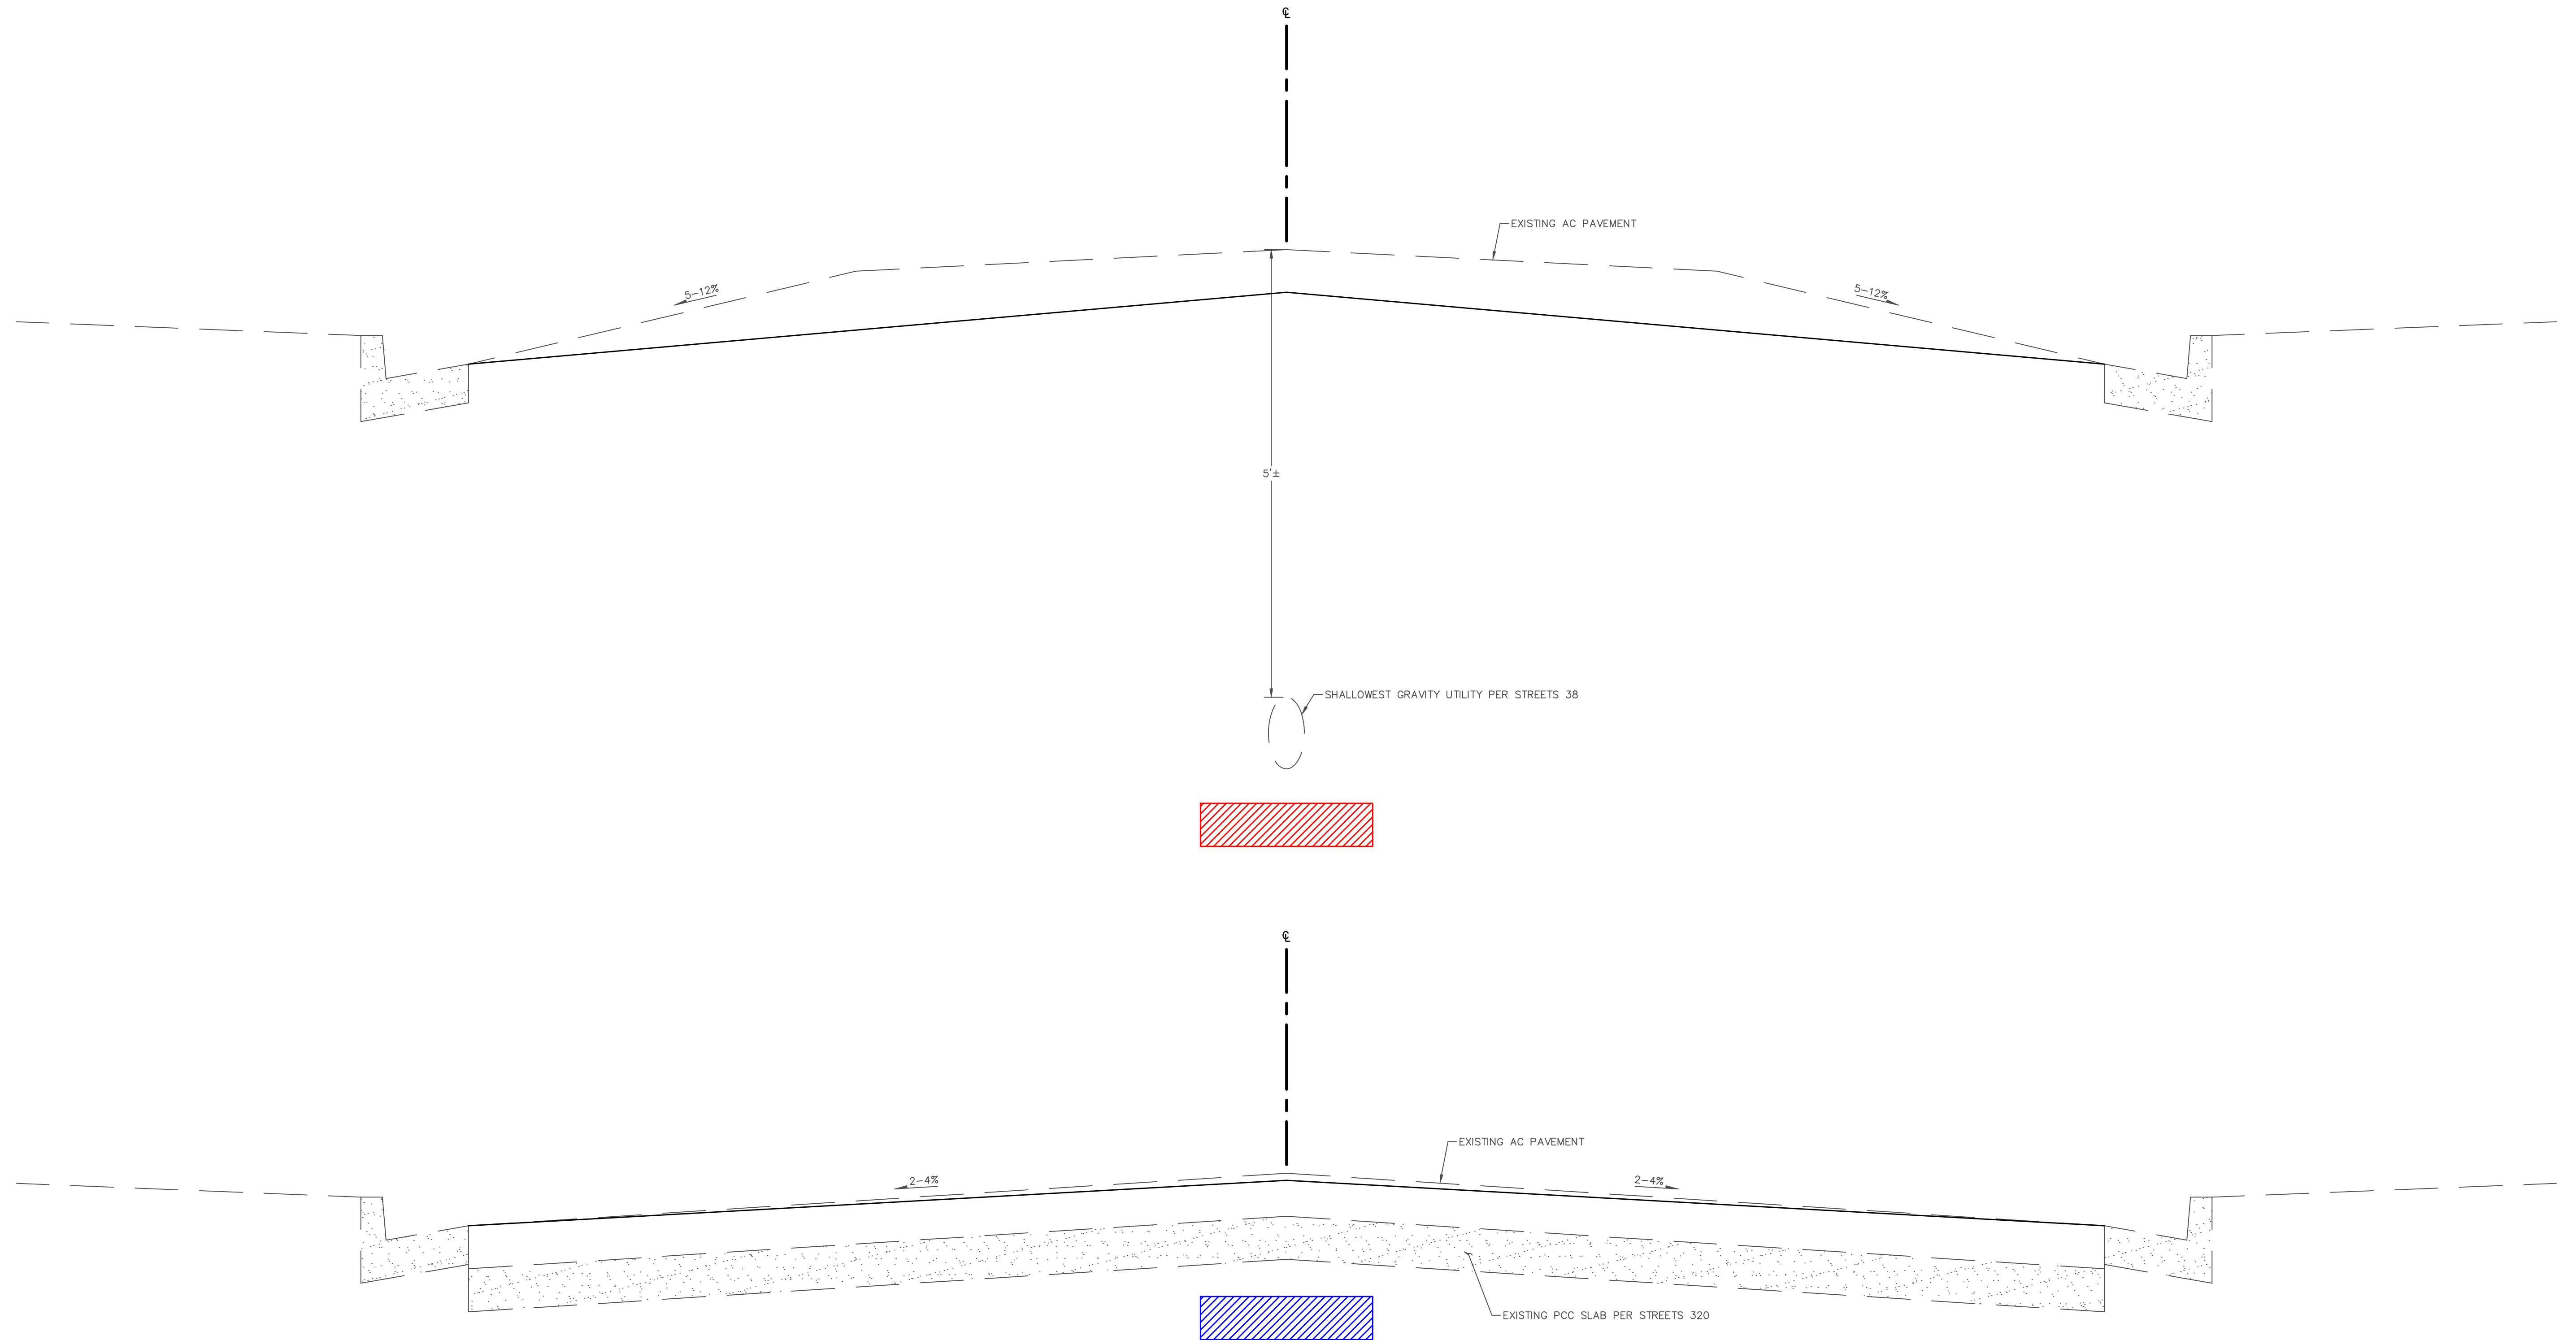 ℄
EXISTING AC PAVEMENT
5-12%
5-12%
5'±
SHALLOWEST GRAVITY UTILITY PER STREETS 38
℄
EXISTING AC PAVEMENT
2-4%
2-4%
EXISTING PCC SLAB PER STREETS 320